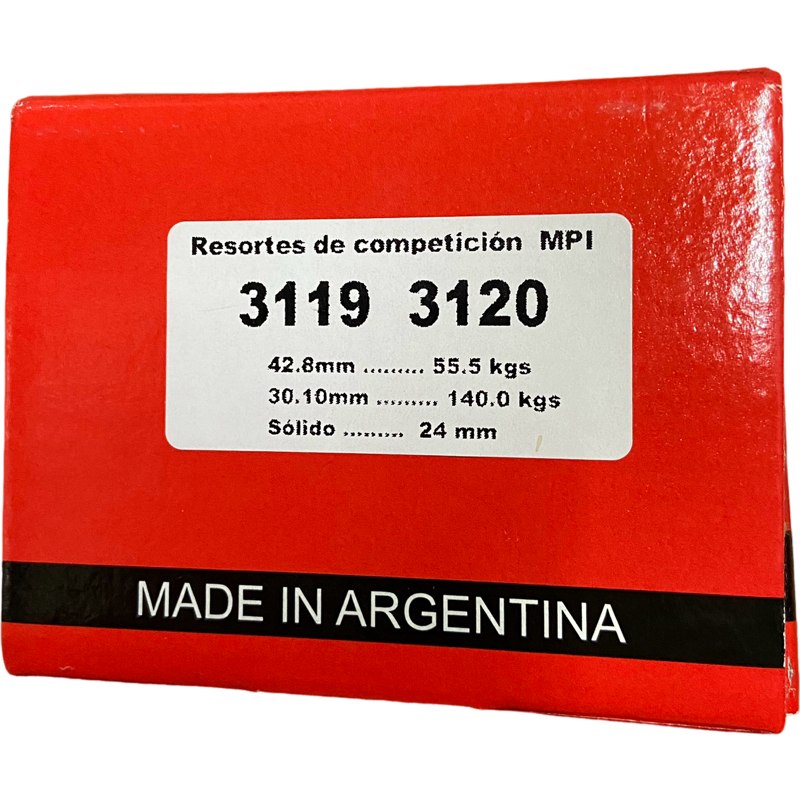 Resortes de competición MPI
3119 3120
42.8mm ......... 55.5 kgs
30.10mm ......... 140.0 kgs
Sólido ......... 24 mm
MADE IN ARGENTINA